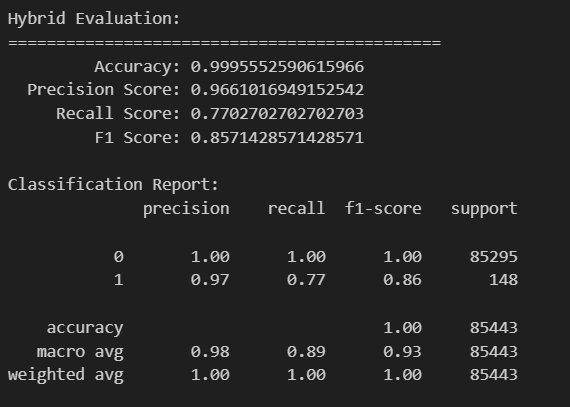 Hybrid Evaluation:
=============================================
Accuracy: 0.9995552590615966
Precision Score: 0.9661016949152542
Recall Score: 0.7702702702702703
F1 Score: 0.8571428571428571
Classification Report:
precision recall f1-score support
0 1.00 1.00 1.00 85295
1 0.97 0.77 0.86 148
accuracy 1.00 85443
macro avg 0.98 0.89 0.93 85443
weighted avg 1.00 1.00 1.00 85443